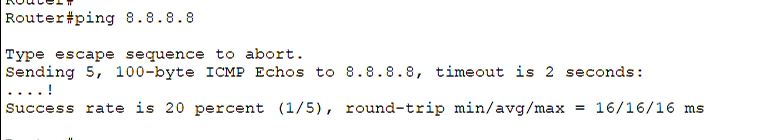 Router#
Router#ping 8.8.8.8
Type escape sequence to abort.
Sending 5, 100-byte ICMP Echos to 8.8.8.8, timeout is 2 seconds:
....!
Success rate is 20 percent (1/5), round-trip min/avg/max = 16/16/16 ms